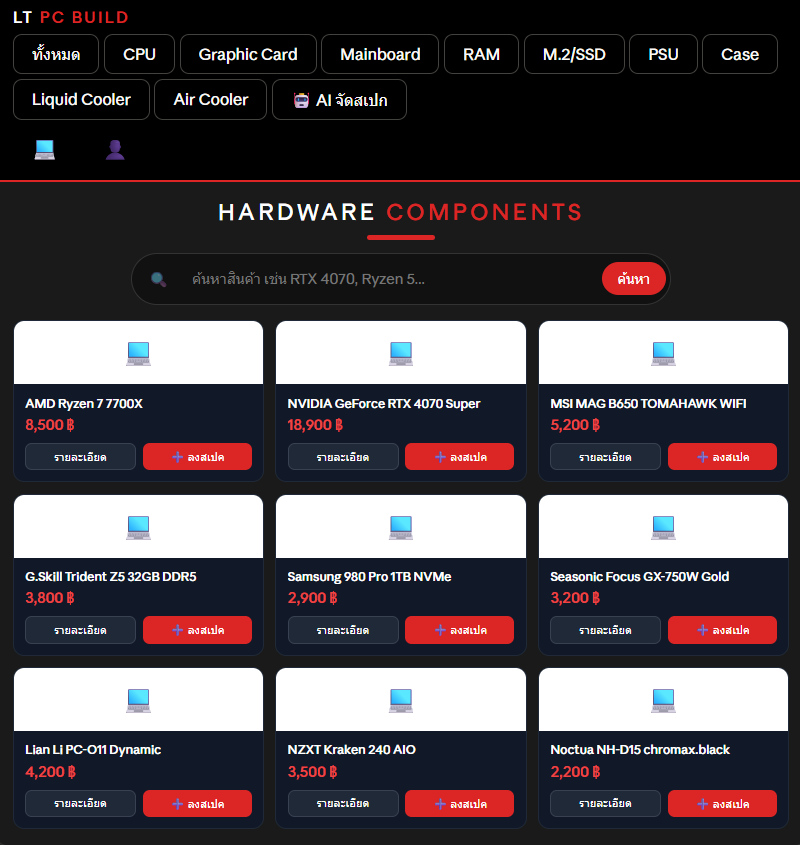 LT PC BUILD
ทั้งหมด CPU Graphic Card Mainboard RAM M.2/SSD PSU Case
Liquid Cooler Air Cooler AI จัดสเปก
HARDWARE COMPONENTS
ค้นหาสินค้า เช่น RTX 4070, Ryzen 5... ค้นหา
AMD Ryzen 7 7700X
8,500 ฿
รายละเอียด ลงสเปค
NVIDIA GeForce RTX 4070 Super
18,900 ฿
รายละเอียด ลงสเปค
MSI MAG B650 TOMAHAWK WIFI
5,200 ฿
รายละเอียด ลงสเปค
G.Skill Trident Z5 32GB DDR5
3,800 ฿
รายละเอียด ลงสเปค
Samsung 980 Pro 1TB NVMe
2,900 ฿
รายละเอียด ลงสเปค
Seasonic Focus GX-750W Gold
3,200 ฿
รายละเอียด ลงสเปค
Lian Li PC-O11 Dynamic
4,200 ฿
รายละเอียด ลงสเปค
NZXT Kraken 240 AIO
3,500 ฿
รายละเอียด ลงสเปค
Noctua NH-D15 chromax.black
2,200 ฿
รายละเอียด ลงสเปค